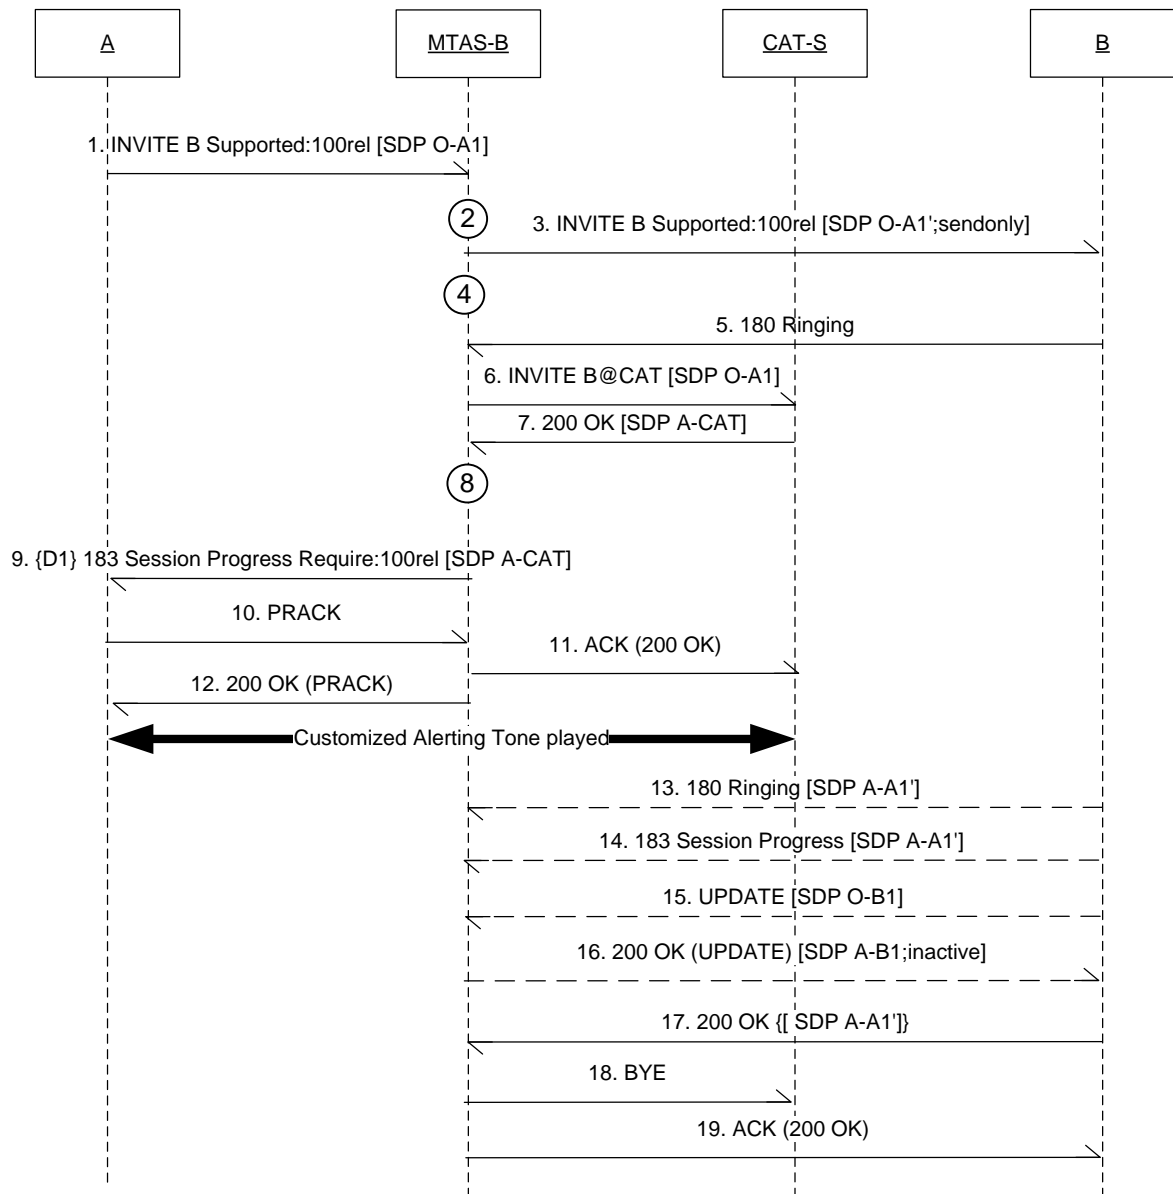 A
MTAS-B
CAT-S
B
1. INVITE B Supported:100rel [SDP O-A1]
2
3. INVITE B Supported:100rel [SDP O-A1';sendonly]
4
5. 180 Ringing
6. INVITE B@CAT [SDP O-A1]
7. 200 OK [SDP A-CAT]
8
9. {D1} 183 Session Progress Require:100rel [SDP A-CAT]
10. PRACK
11. ACK (200 OK)
12. 200 OK (PRACK)
Customized Alerting Tone played
13. 180 Ringing [SDP A-A1']
14. 183 Session Progress [SDP A-A1']
15. UPDATE [SDP O-B1]
16. 200 OK (UPDATE) [SDP A-B1;inactive]
17. 200 OK {[ SDP A-A1']}
18. BYE
19. ACK (200 OK)